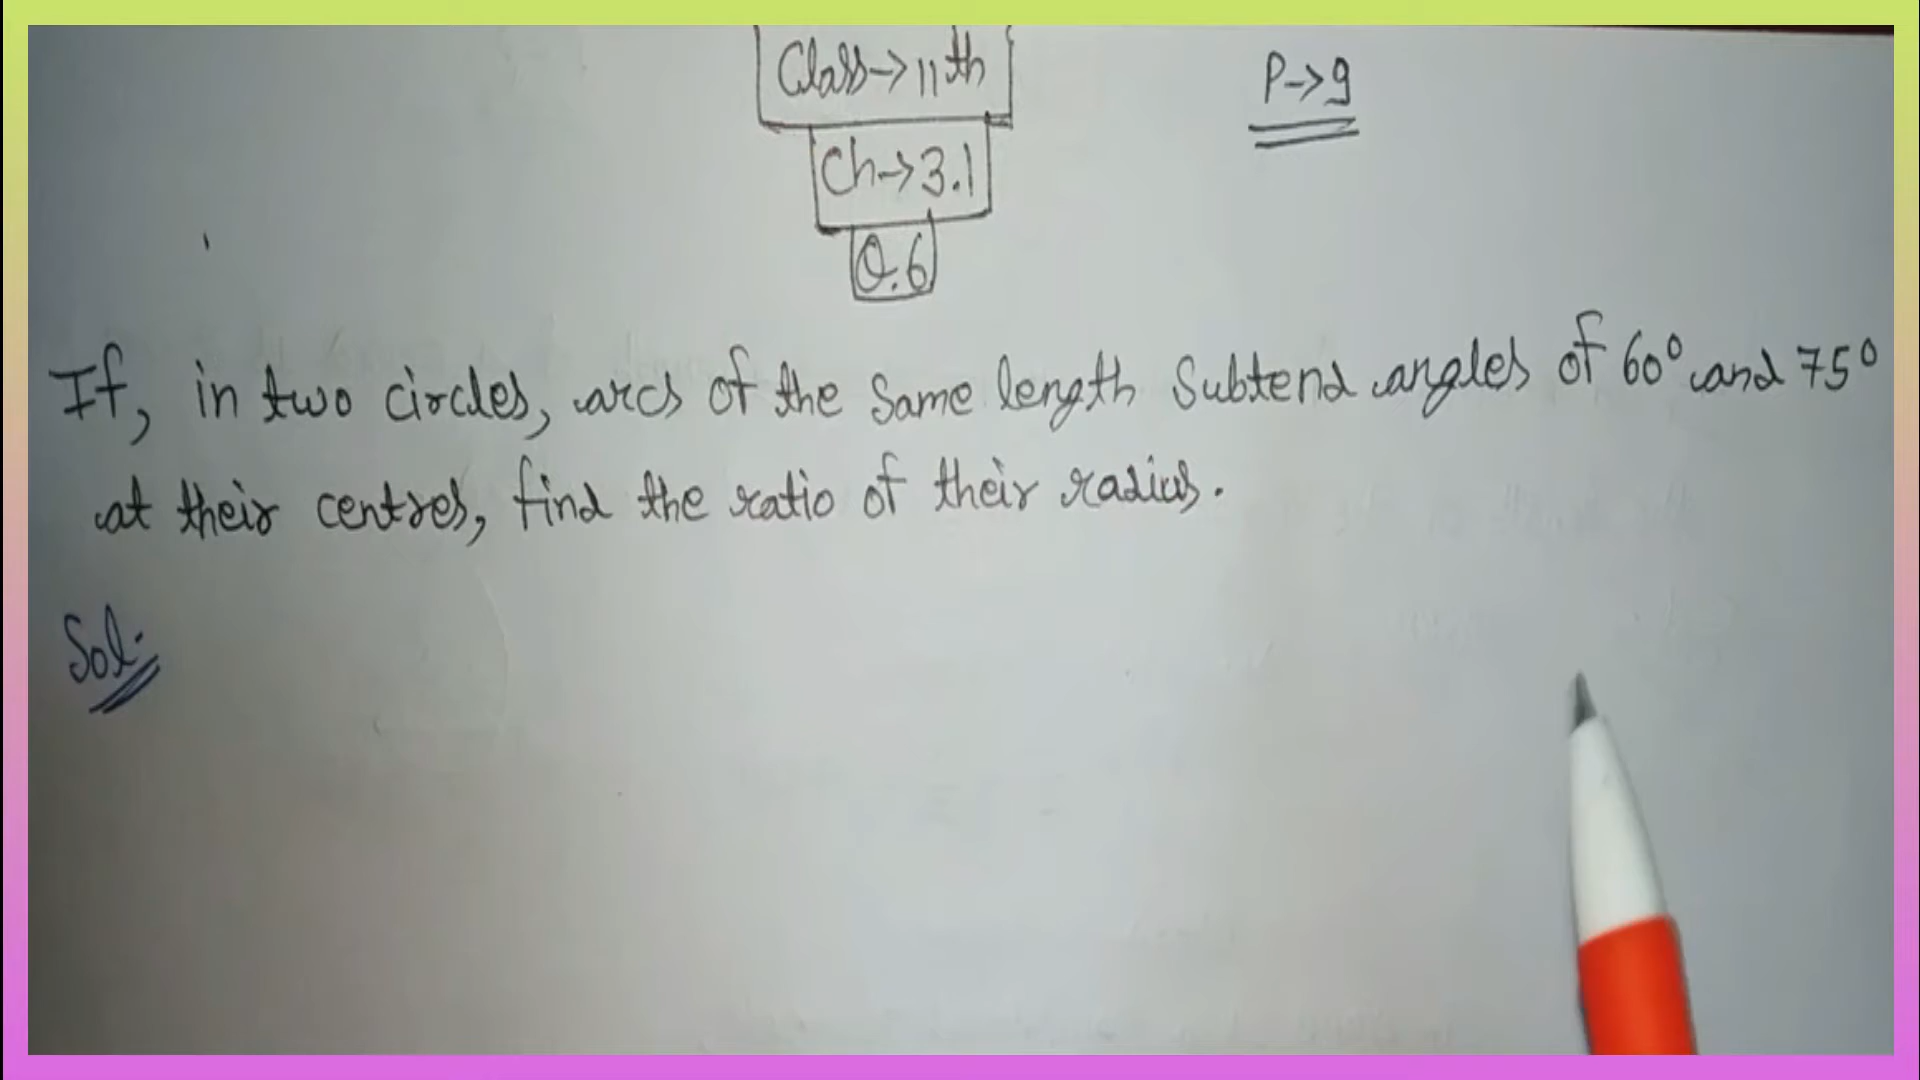 Class→11th
P→9
Ch→3.1
Q.6
If, in two circles, arcs of the same length subtend angles of 60° and 75°
at their centres, find the ratio of their radius.
Sol: